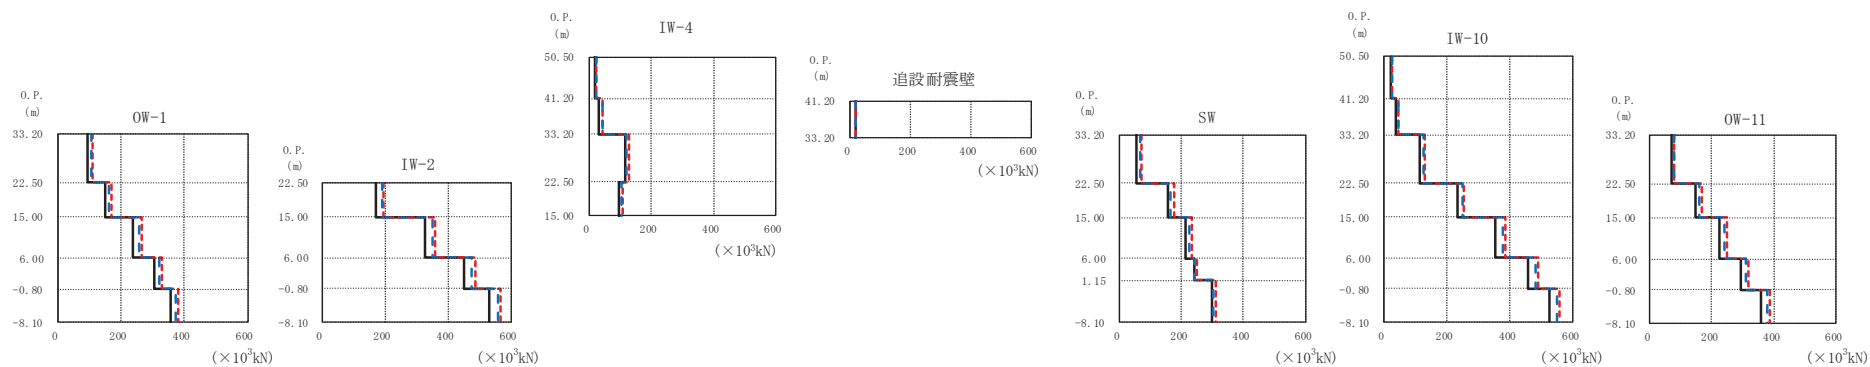 O.P.
(m)
OW-1
33.20
22.50
15.00
6.00
-0.80
-8.10
0
200
400
600
(×10³kN)
O.P.
(m)
IW-2
22.50
15.00
6.00
-0.80
-8.10
0
200
400
600
(×10³kN)
O.P.
(m)
IW-4
50.50
41.20
33.20
22.50
15.00
0
200
400
600
(×10³kN)
O.P.
(m)
追設耐震壁
41.20
33.20
0
200
400
600
(×10³kN)
O.P.
(m)
SW
33.20
22.50
15.00
6.00
1.15
-8.10
0
200
400
600
(×10³kN)
O.P.
(m)
IW-10
50.50
41.20
33.20
22.50
15.00
6.00
-0.80
-8.10
0
200
400
600
(×10³kN)
O.P.
(m)
OW-11
33.20
22.50
15.00
6.00
-0.80
-8.10
0
200
400
600
(×10³kN)